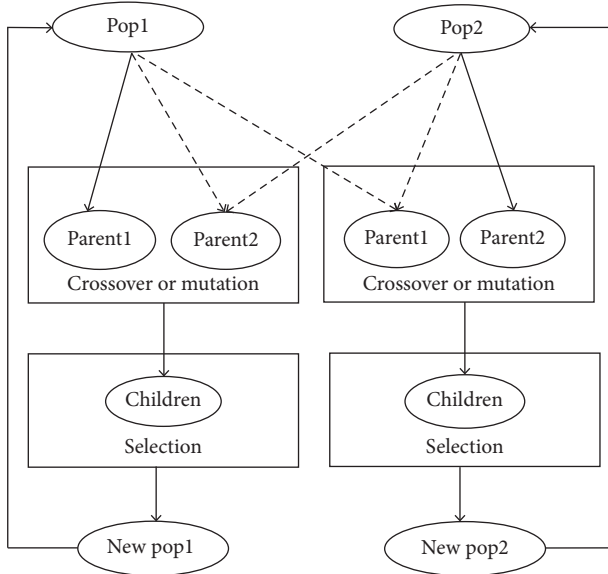 Pop1
Pop2
Parent1
Parent2
Parent1
Parent2
Crossover or mutation
Crossover or mutation
Children
Children
Selection
Selection
New pop1
New pop2